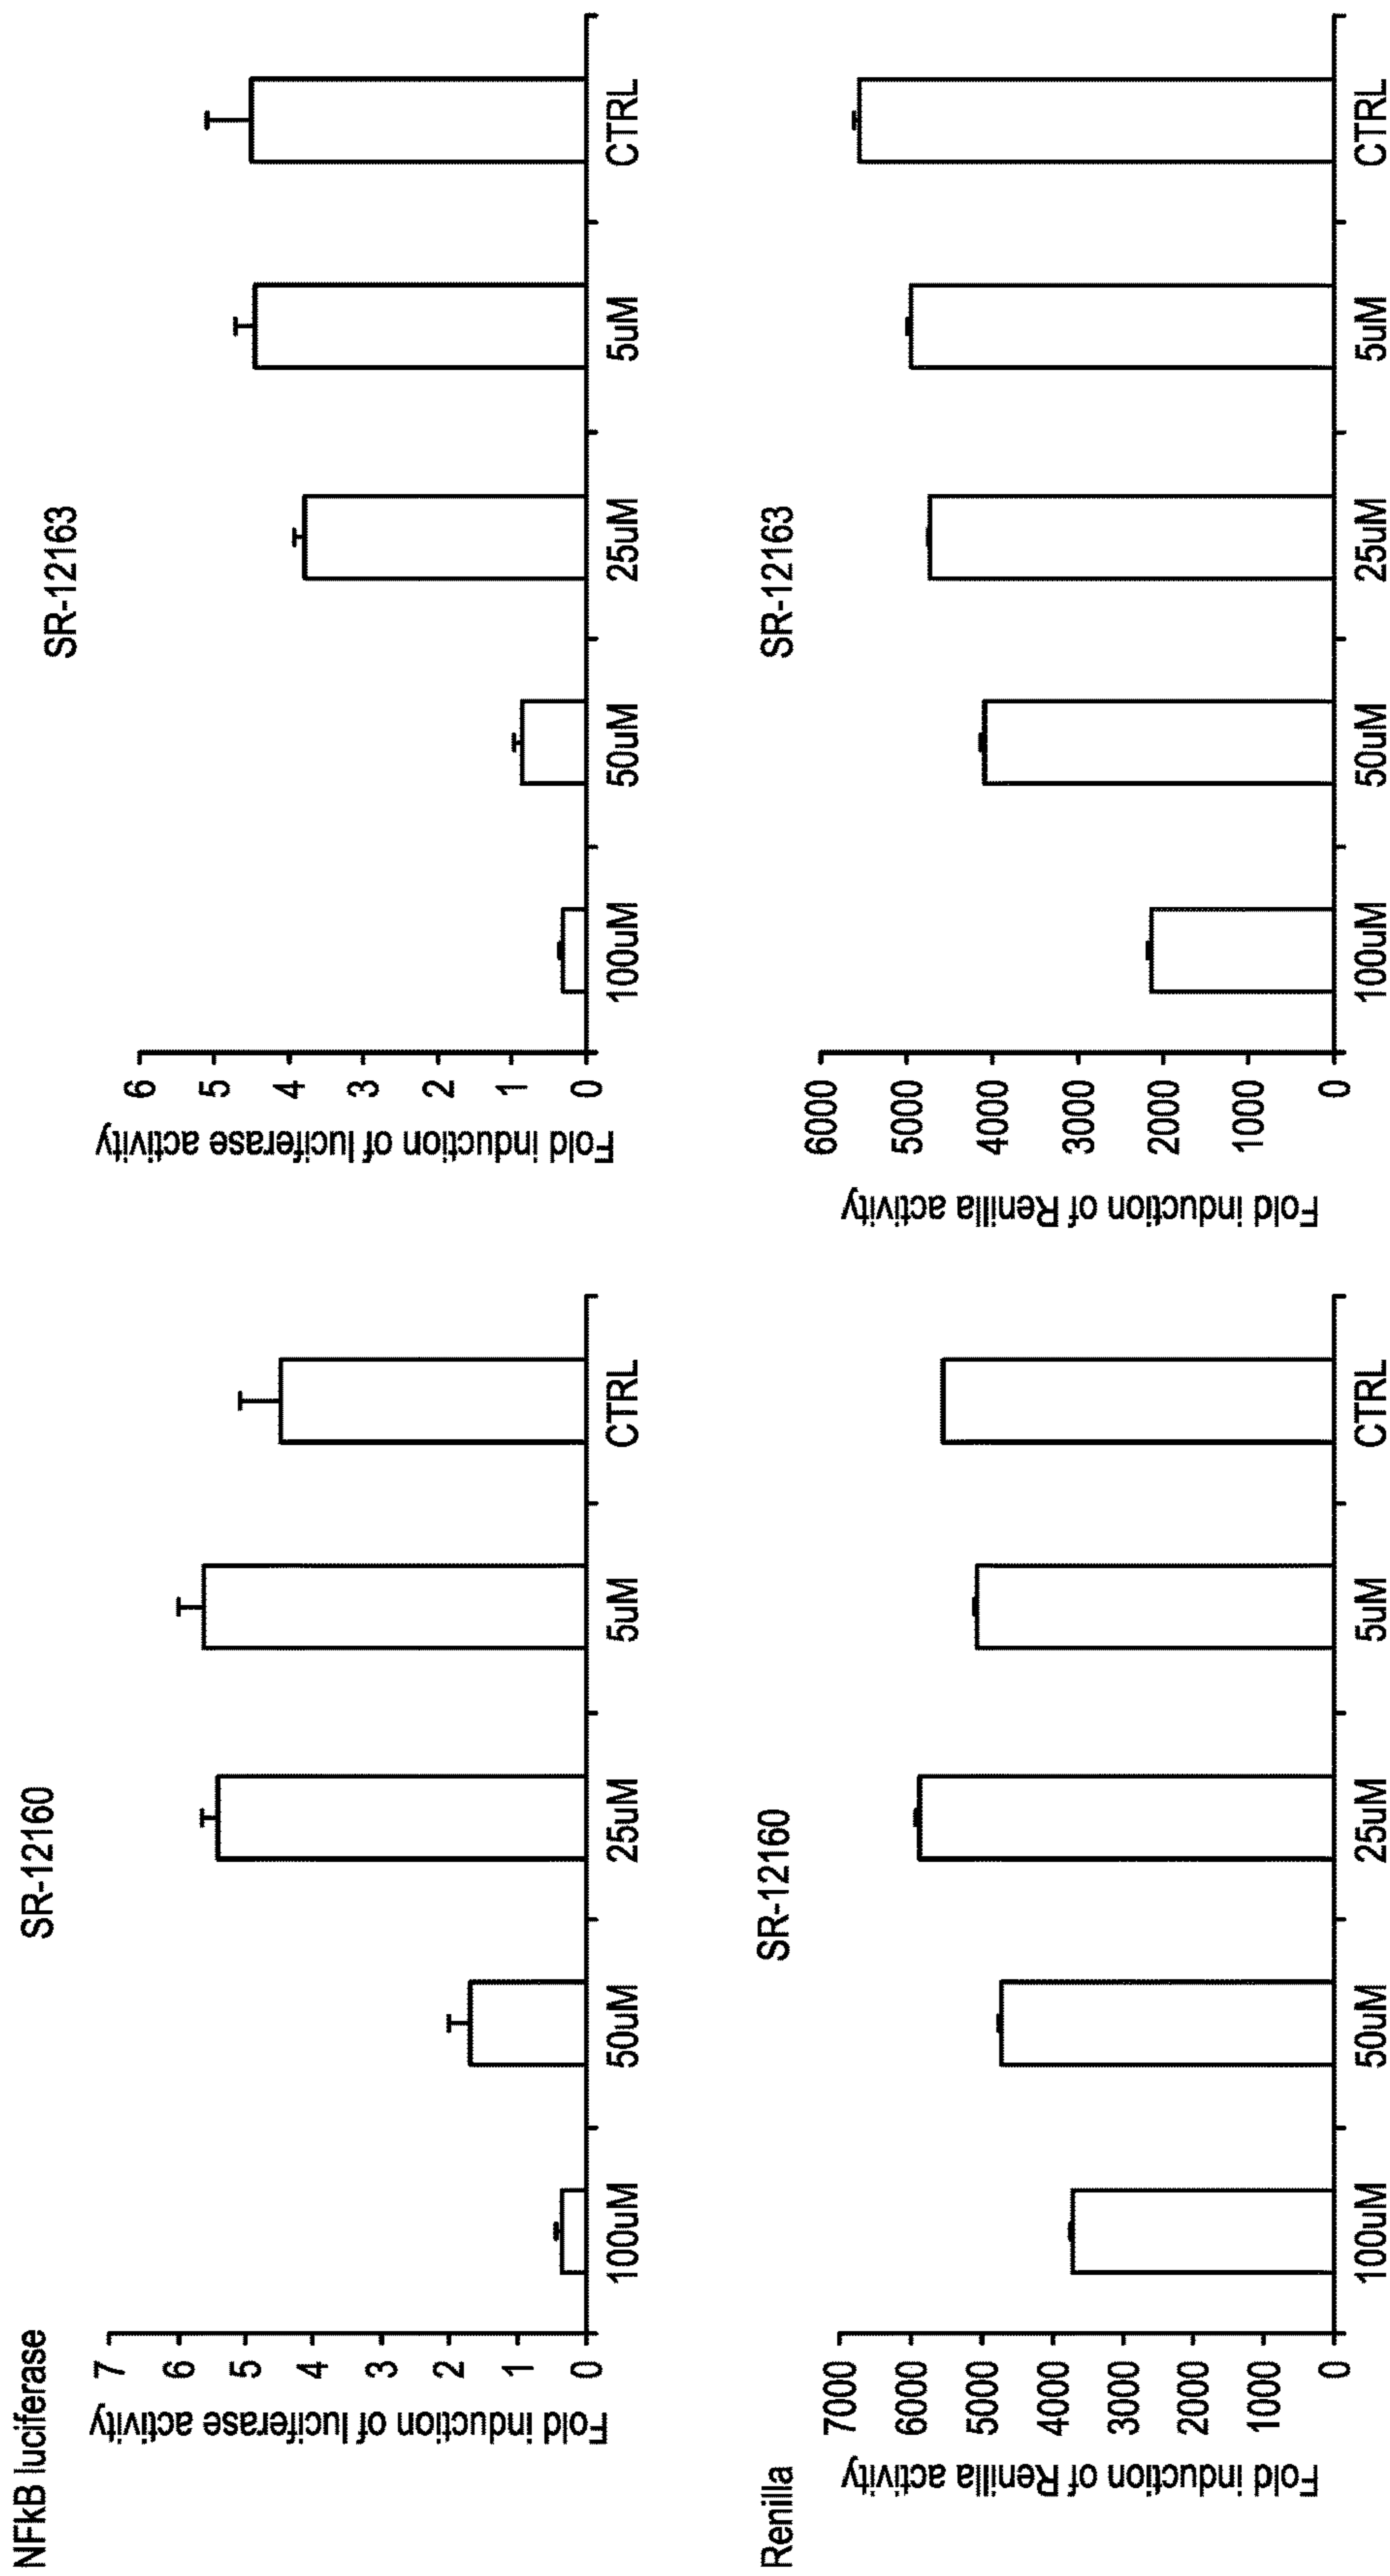 NFkB luciferase
SR-12160
Fold induction of luciferase activity
7
6
5
4
3
2
1
0
100uM 50uM 25uM 5uM CTRL
SR-12163
Fold induction of luciferase activity
6
5
4
3
2
1
0
100uM 50uM 25uM 5uM CTRL
Renilla
SR-12160
Fold induction of Renilla activity
7000
6000
5000
4000
3000
2000
1000
0
100uM 50uM 25uM 5uM CTRL
SR-12163
Fold induction of Renilla activity
6000
5000
4000
3000
2000
1000
0
100uM 50uM 25uM 5uM CTRL